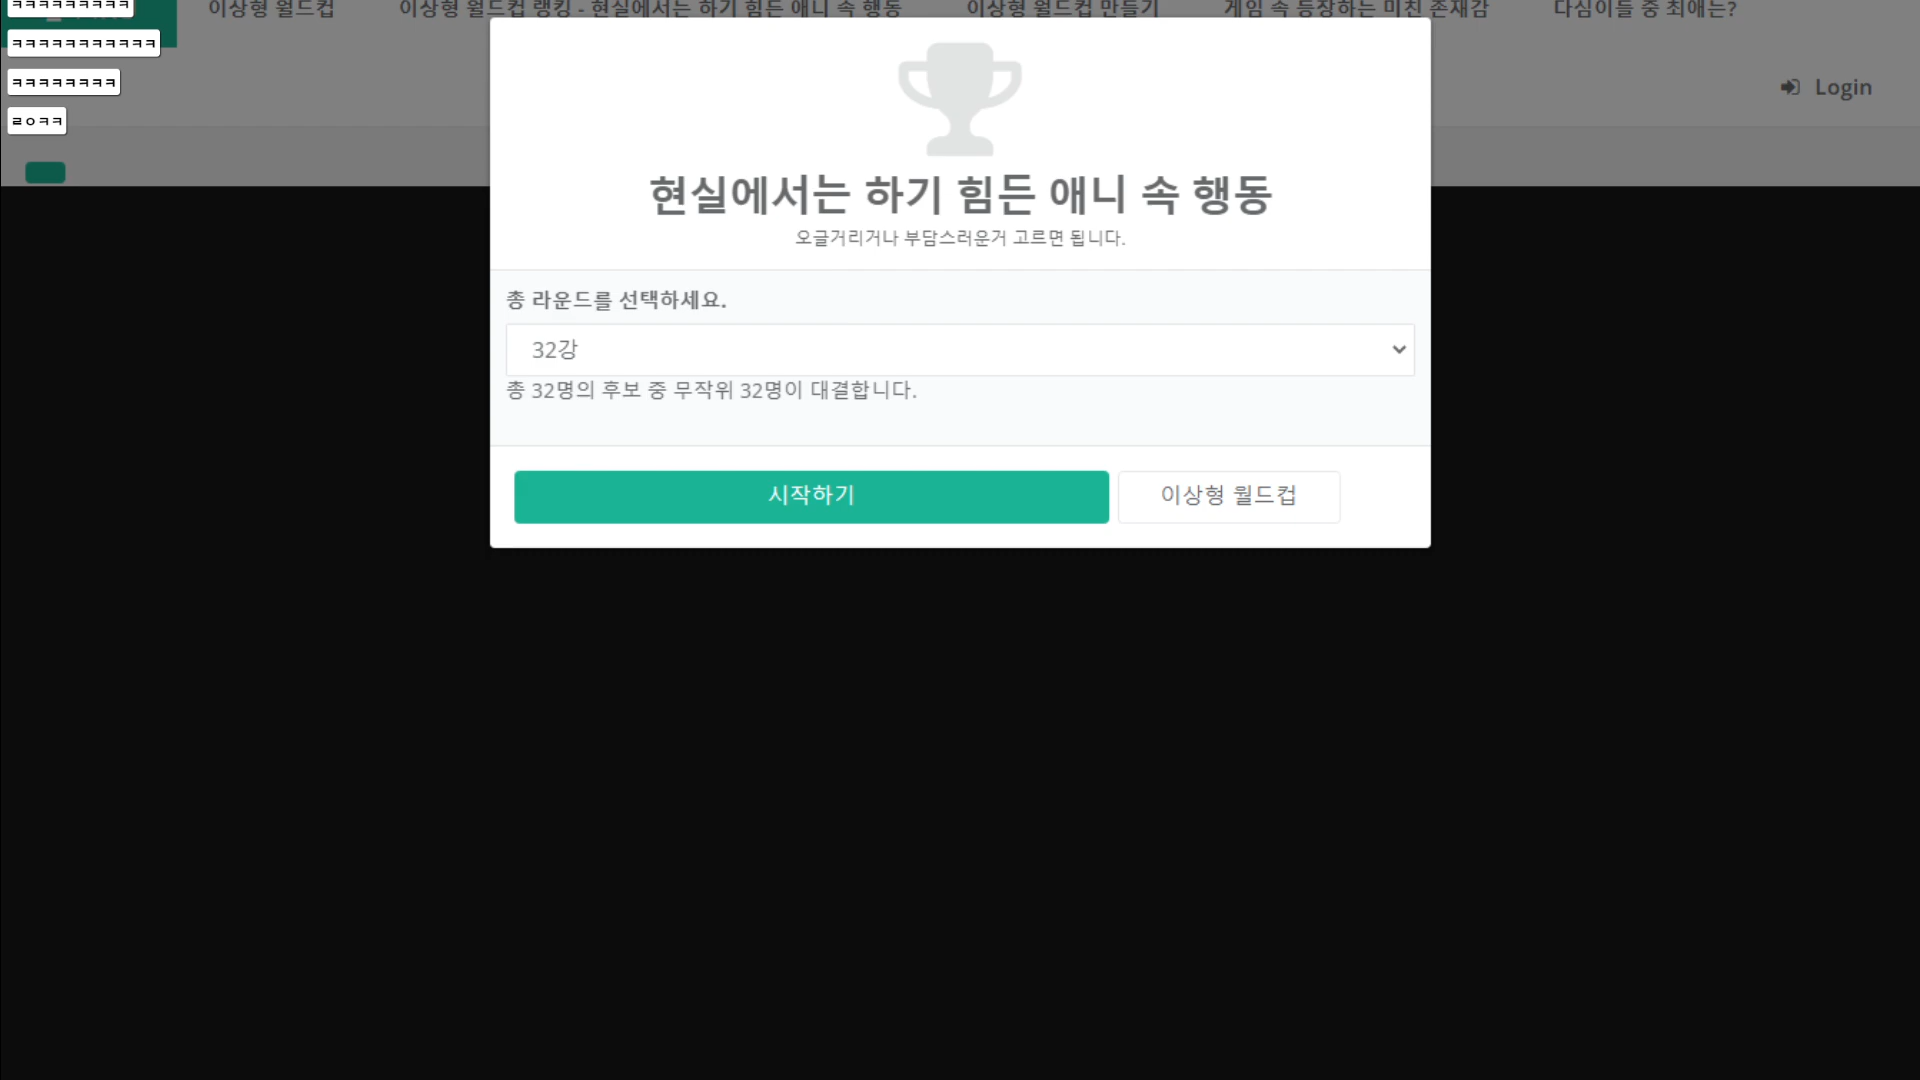 ㅋㅋㅋㅋㅋㅋㅋㅋㅋ
이상형 월드컵
이상형 월드컵 랭킹 - 현실에서는 하기 힘든 애니 속 행동
이상형 월드컵 만들기
게임 속 등장하는 미친 존재감
다심이들 중 최애는?
ㅋㅋㅋㅋㅋㅋㅋㅋㅋㅋㅋ
ㅋㅋㅋㅋㅋㅋㅋㅋ
Login
ㄹㅇㅋㅋ
현실에서는 하기 힘든 애니 속 행동
오글거리거나 부담스러운거 고르면 됩니다.
총 라운드를 선택하세요.
32강
총 32명의 후보 중 무작위 32명이 대결합니다.
시작하기
이상형 월드컵